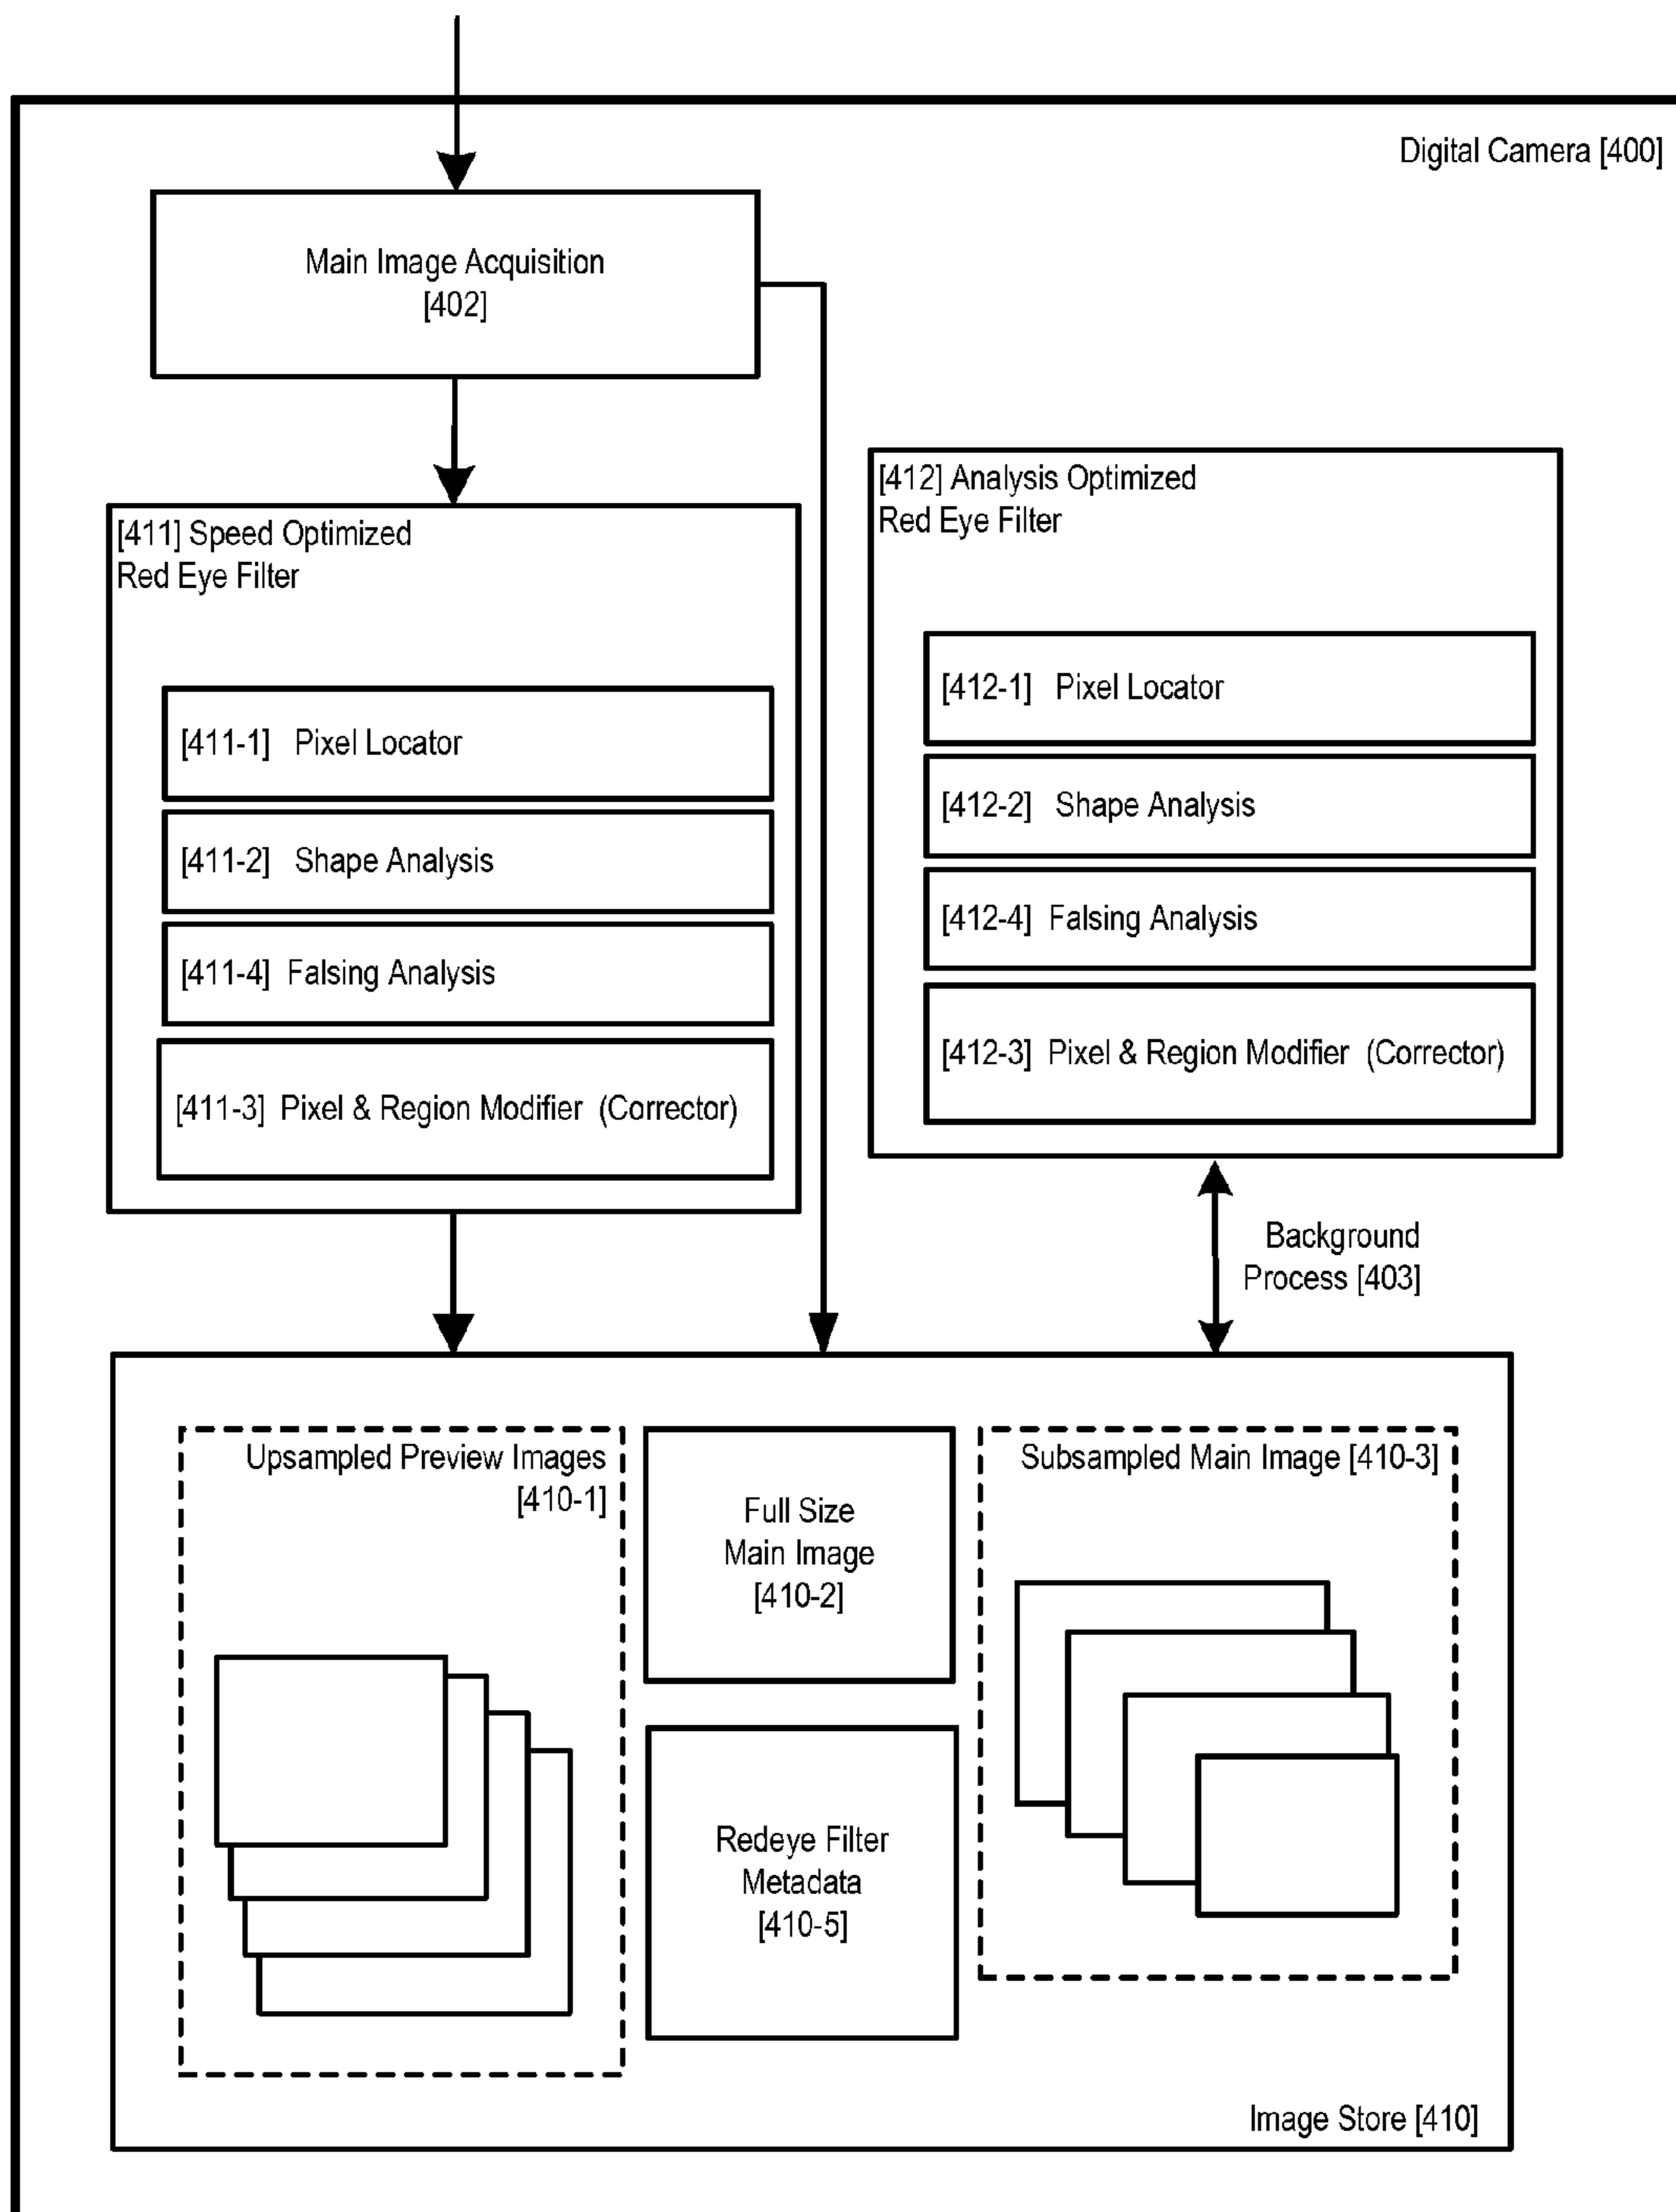 Digital Camera [400]
Main Image Acquisition
[402]
[411] Speed Optimized
Red Eye Filter
[411-1] Pixel Locator
[411-2] Shape Analysis
[411-4] Falsing Analysis
[411-3] Pixel & Region Modifier (Corrector)
[412] Analysis Optimized
Red Eye Filter
[412-1] Pixel Locator
[412-2] Shape Analysis
[412-4] Falsing Analysis
[412-3] Pixel & Region Modifier (Corrector)
Background
Process [403]
Upsampled Preview Images
[410-1]
Full Size
Main Image
[410-2]
Subsampled Main Image [410-3]
Redeye Filter
Metadada
[410-5]
Image Store [410]